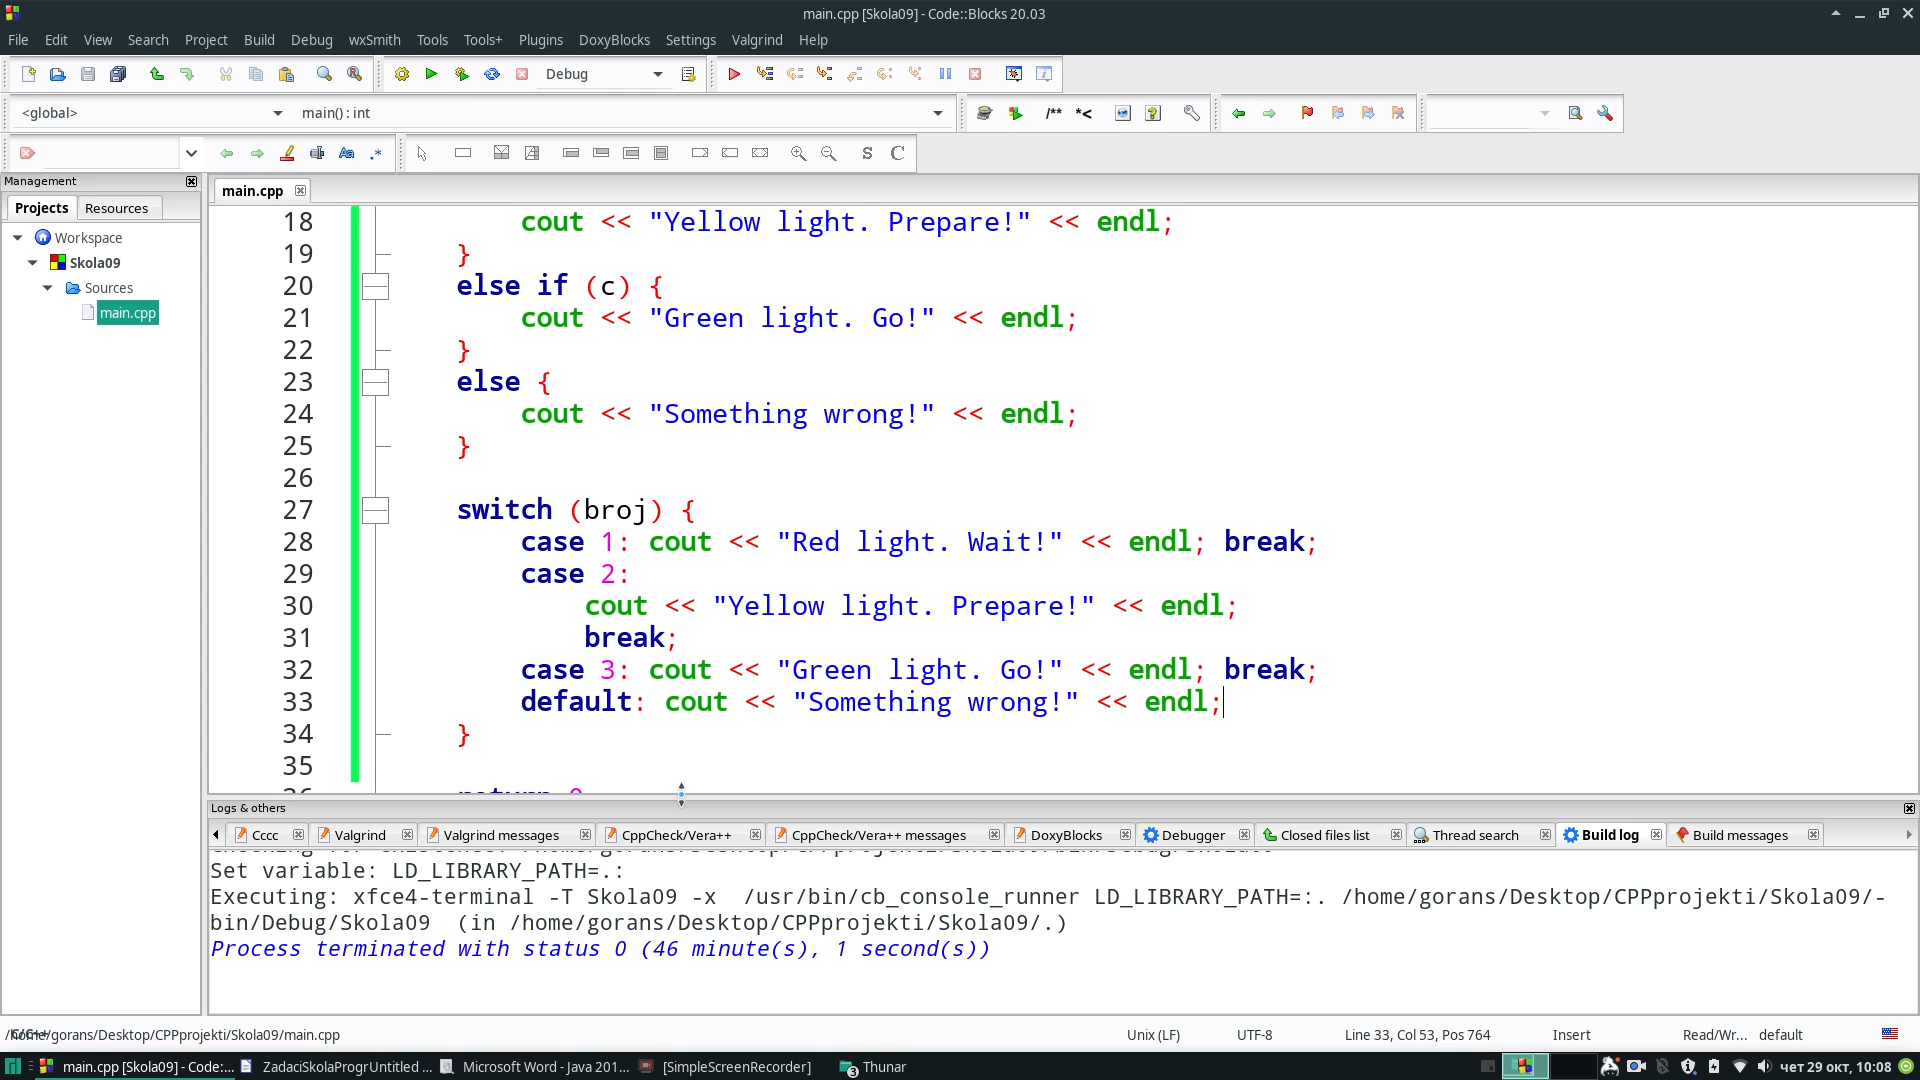 main.cpp [Skola09] - Code::Blocks 20.03
File Edit View Search Project Build Debug wxSmith Tools Tools+ Plugins DoxyBlocks Settings Valgrind Help
Debug
<global> main() : int
/** *<
Aa .* S C
Management
Projects Resources
Workspace
Skola09
Sources
main.cpp
main.cpp
18 cout << "Yellow light. Prepare!" << endl;
19 }
20 else if (c) {
21 cout << "Green light. Go!" << endl;
22 }
23 else {
24 cout << "Something wrong!" << endl;
25 }
26
27 switch (broj) {
28 case 1: cout << "Red light. Wait!" << endl; break;
29 case 2:
30 cout << "Yellow light. Prepare!" << endl;
31 break;
32 case 3: cout << "Green light. Go!" << endl; break;
33 default: cout << "Something wrong!" << endl;
34 }
35
Logs & others
Cccc Valgrind Valgrind messages CppCheck/Vera++ CppCheck/Vera++ messages DoxyBlocks Debugger Closed files list Thread search Build log Build messages
Set variable: LD_LIBRARY_PATH=.:
Executing: xfce4-terminal -T Skola09 -x  /usr/bin/cb_console_runner LD_LIBRARY_PATH=:. /home/gorans/Desktop/CPPprojekti/Skola09/-
bin/Debug/Skola09  (in /home/gorans/Desktop/CPPprojekti/Skola09/.)
Process terminated with status 0 (46 minute(s), 1 second(s))
/home/gorans/Desktop/CPPprojekti/Skola09/main.cpp Unix (LF) UTF-8 Line 33, Col 53, Pos 764 Insert Read/Wr... default
main.cpp [Skola09] - Code:... ZadaciSkolaProgrUntitled ... Microsoft Word - Java 201... [SimpleScreenRecorder] 3 Thunar чет 29 окт, 10:08